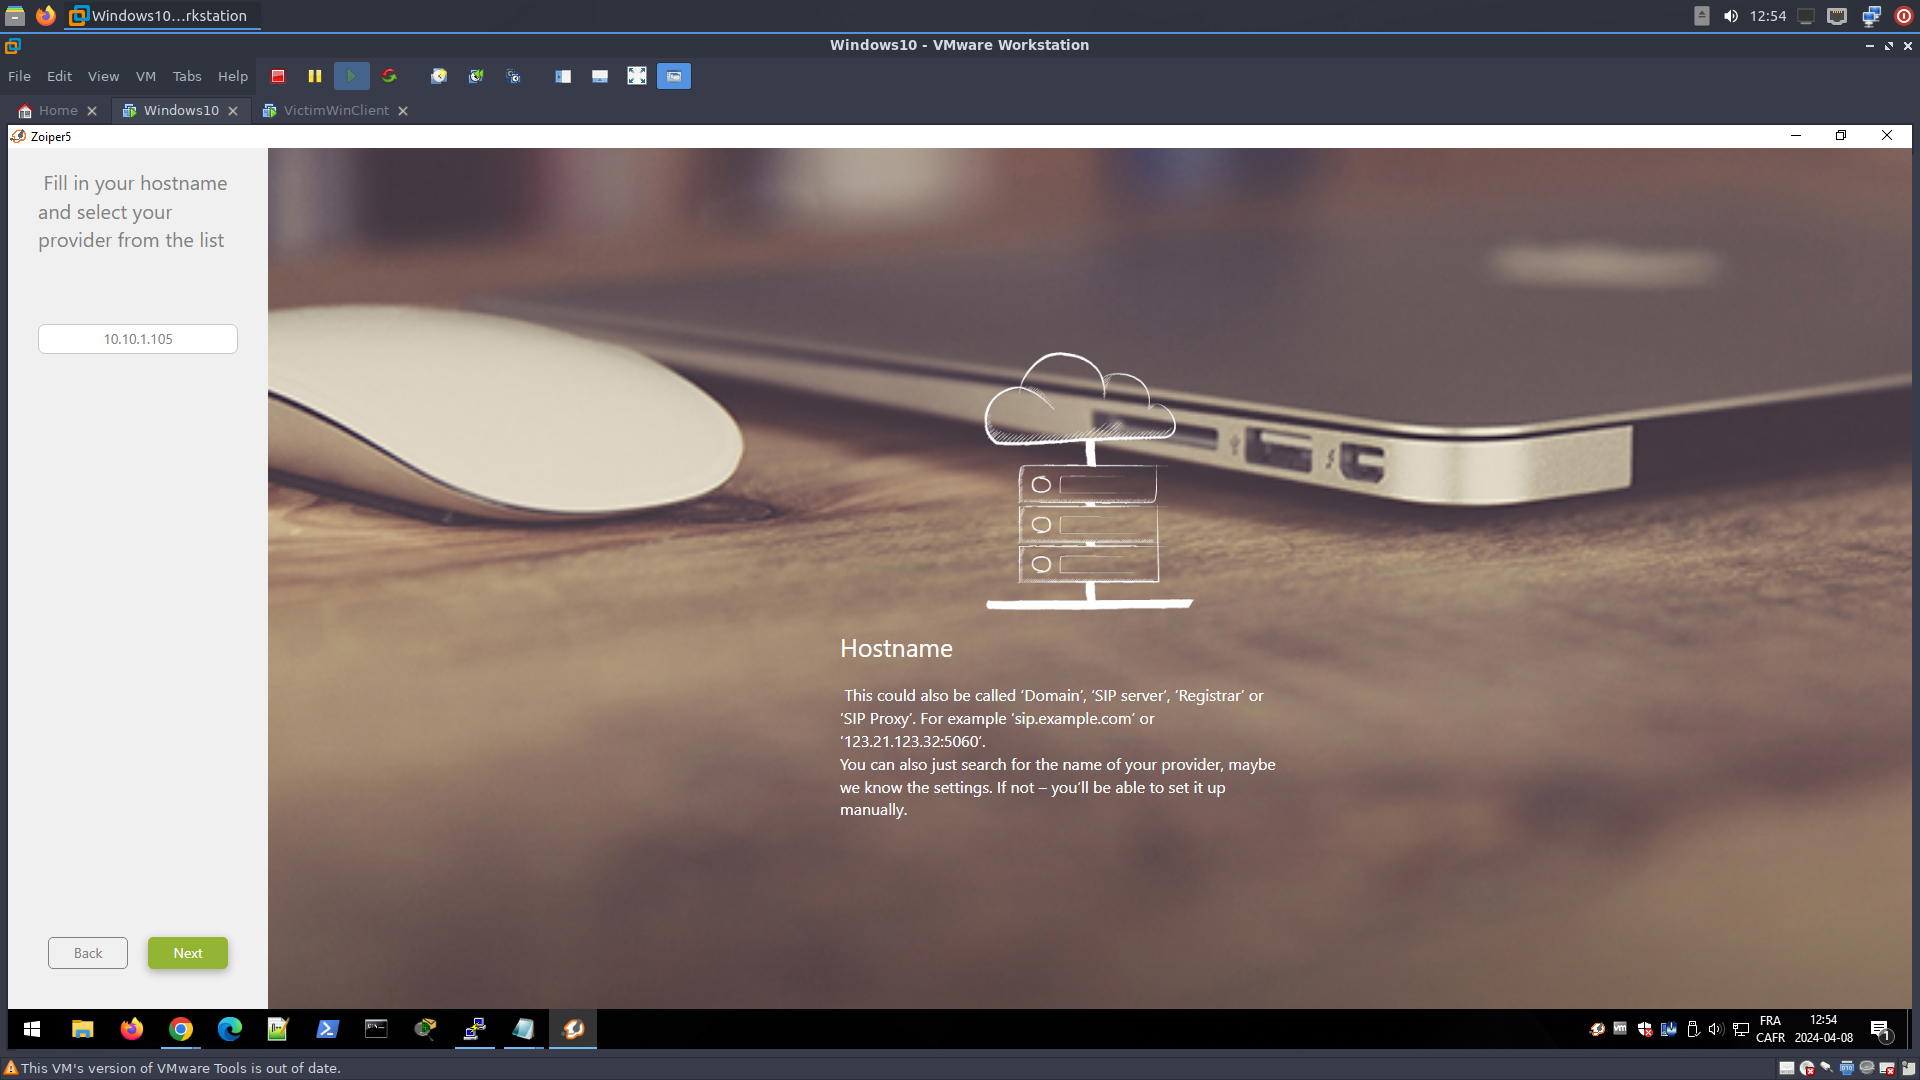 Windows10...rkstation
12:54
Windows10 - VMware Workstation
File Edit View VM Tabs Help
Home Windows10 VictimWinClient
Zoiper5
Fill in your hostname
and select your
provider from the list
10.10.1.105
Hostname
This could also be called ‘Domain’, ‘SIP server’, ‘Registrar’ or
‘SIP Proxy’. For example ‘sip.example.com’ or
‘123.21.123.32:5060’.
You can also just search for the name of your provider, maybe
we know the settings. If not – you’ll be able to set it up
manually.
Back Next
FRA
CAFR
12:54
2024-04-08
1
This VM's version of VMware Tools is out of date.